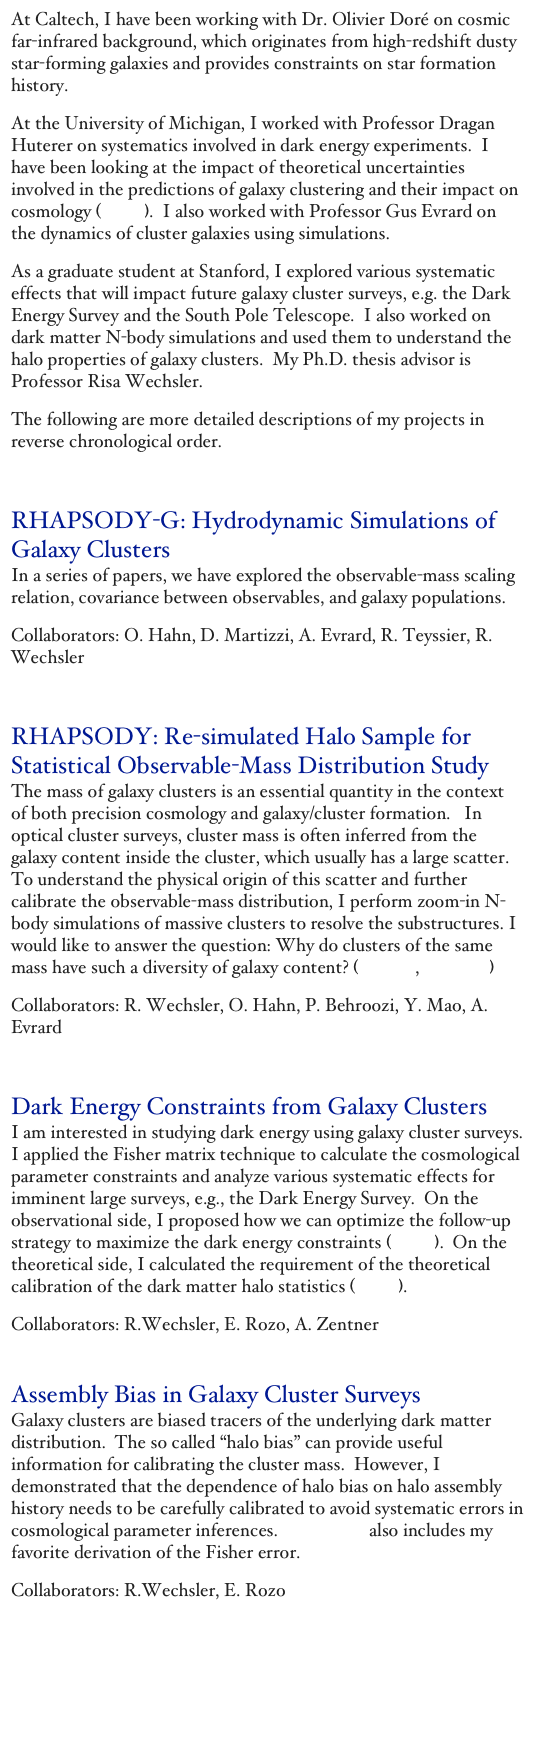 At Caltech, I have been working with Dr. Olivier Doré on cosmic
far-infrared background, which originates from high-redshift dusty
star-forming galaxies and provides constraints on star formation
history.
At the University of Michigan, I worked with Professor Dragan
Huterer on systematics involved in dark energy experiments.  I
have been looking at the impact of theoretical uncertainties
involved in the predictions of galaxy clustering and their impact on
cosmology (        ).  I also worked with Professor Gus Evrard on
the dynamics of cluster galaxies using simulations.
As a graduate student at Stanford, I explored various systematic
effects that will impact future galaxy cluster surveys, e.g. the Dark
Energy Survey and the South Pole Telescope.  I also worked on
dark matter N-body simulations and used them to understand the
halo properties of galaxy clusters.  My Ph.D. thesis advisor is
Professor Risa Wechsler.
The following are more detailed descriptions of my projects in
reverse chronological order.
RHAPSODY-G: Hydrodynamic Simulations of
Galaxy Clusters
In a series of papers, we have explored the observable-mass scaling
relation, covariance between observables, and galaxy populations.
Collaborators: O. Hahn, D. Martizzi, A. Evrard, R. Teyssier, R.
Wechsler
RHAPSODY: Re-simulated Halo Sample for
Statistical Observable-Mass Distribution Study
The mass of galaxy clusters is an essential quantity in the context
of both precision cosmology and galaxy/cluster formation.   In
optical cluster surveys, cluster mass is often inferred from the
galaxy content inside the cluster, which usually has a large scatter.
To understand the physical origin of this scatter and further
calibrate the observable-mass distribution, I perform zoom-in N-
body simulations of massive clusters to resolve the substructures. I
would like to answer the question: Why do clusters of the same
mass have such a diversity of galaxy content? (          ,             )
Collaborators: R. Wechsler, O. Hahn, P. Behroozi, Y. Mao, A.
Evrard
Dark Energy Constraints from Galaxy Clusters
I am interested in studying dark energy using galaxy cluster surveys.
I applied the Fisher matrix technique to calculate the cosmological
parameter constraints and analyze various systematic effects for
imminent large surveys, e.g., the Dark Energy Survey.  On the
observational side, I proposed how we can optimize the follow-up
strategy to maximize the dark energy constraints (        ).  On the
theoretical side, I calculated the requirement of the theoretical
calibration of the dark matter halo statistics (        ).
Collaborators: R.Wechsler, E. Rozo, A. Zentner
Assembly Bias in Galaxy Cluster Surveys
Galaxy clusters are biased tracers of the underlying dark matter
distribution.  The so called “halo bias” can provide useful
information for calibrating the cluster mass.  However, I
demonstrated that the dependence of halo bias on halo assembly
history needs to be carefully calibrated to avoid systematic errors in
cosmological parameter inferences.                  also includes my
favorite derivation of the Fisher error.
Collaborators: R.Wechsler, E. Rozo